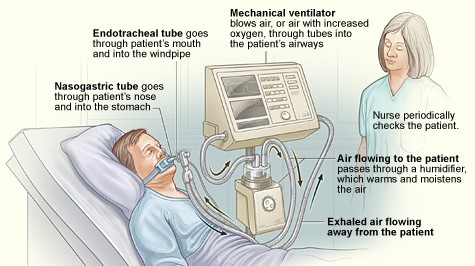 Mechanical ventilator
blows air, or air with increased
oxygen, through tubes into
the patient's airways
Endotracheal tube goes
through patient's mouth
and into the windpipe
Nasogastric tube goes
through patient's nose
and into the stomach
Nurse periodically
checks the patient.
Air flowing to the patient
passes through a humidifier,
which warms and moistens
the air
Exhaled air flowing
away from the patient